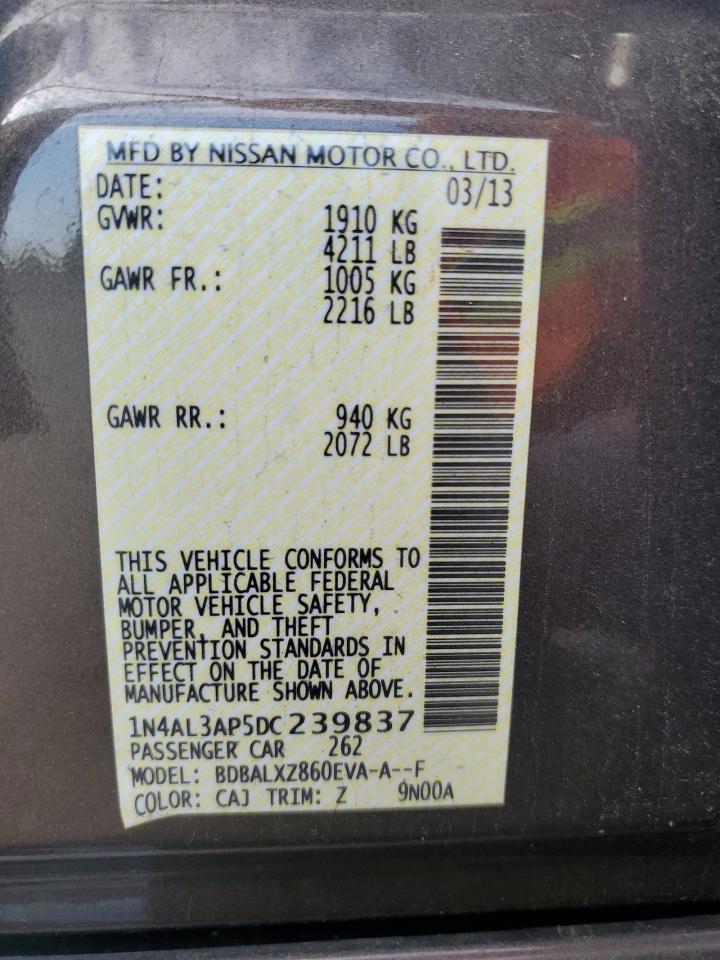 MFD BY NISSAN MOTOR CO., LTD.
DATE: 03/13
GVWR: 1910 KG
4211 LB
GAWR FR.: 1005 KG
2216 LB
GAWR RR.: 940 KG
2072 LB
THIS VEHICLE CONFORMS TO
ALL APPLICABLE FEDERAL
MOTOR VEHICLE SAFETY,
BUMPER, AND THEFT
PREVENTION STANDARDS IN
EFFECT ON THE DATE OF
MANUFACTURE SHOWN ABOVE.
1N4AL3AP5DC239837
PASSENGER CAR 262
MODEL: BDBALXZ860EVA-A--F
COLOR: CAJ TRIM: Z 9N00A